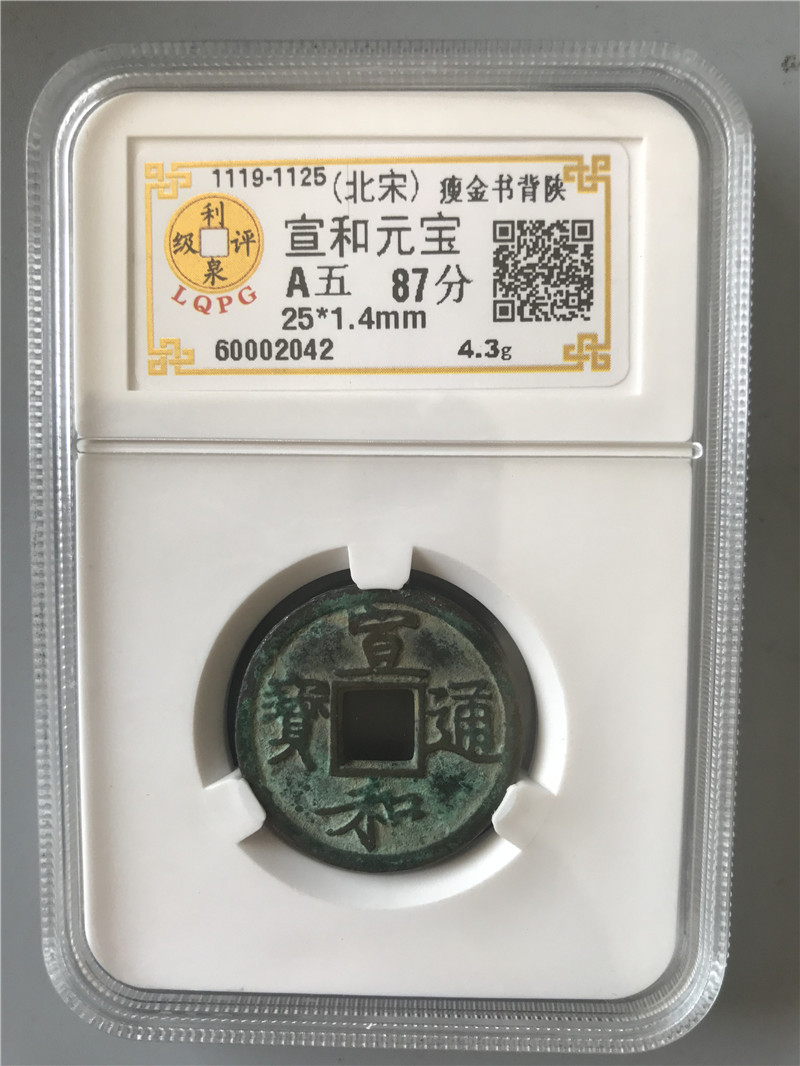 1119-1125(北宋) 瘦金书背陕
利泉评级
LQPG
宣和元宝
A五 87分
25*1.4mm
60002042 4.3g
宣和通寶